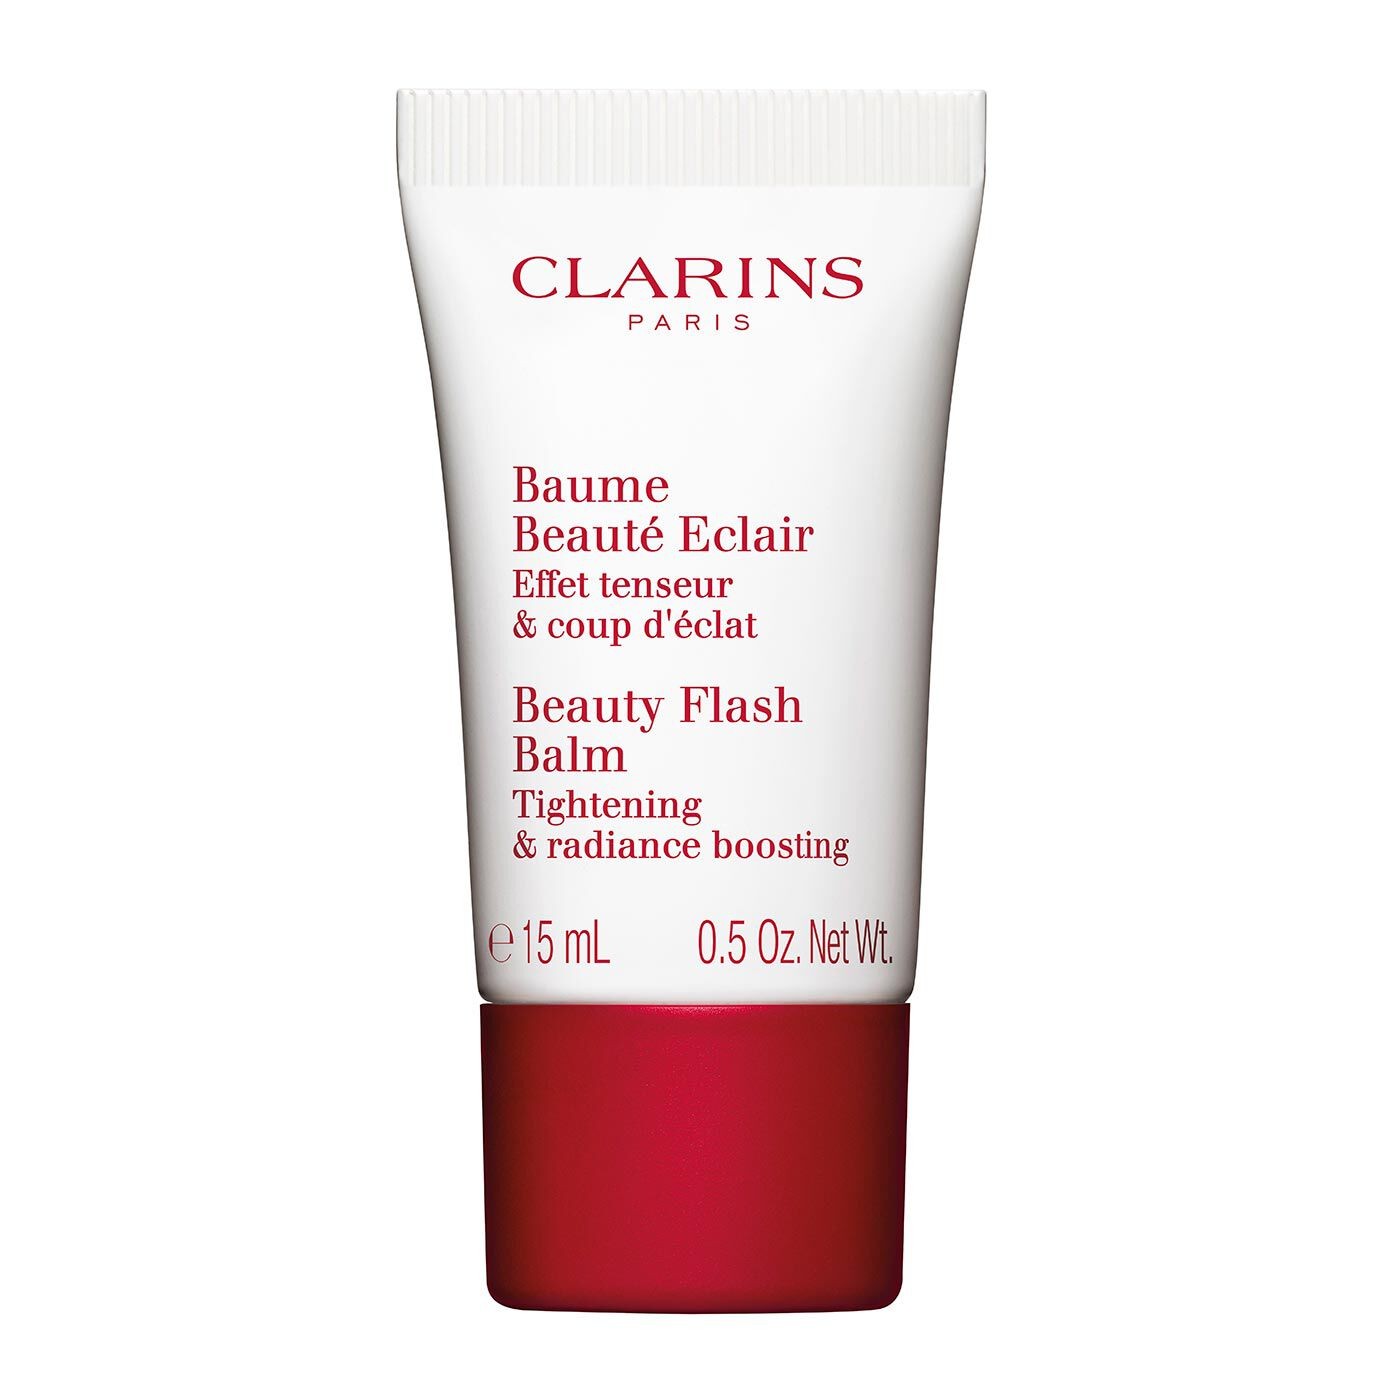 CLARINS
PARIS
Baume
Beauté Eclair
Effet tenseur
& coup d'éclat
Beauty Flash
Balm
Tightening
& radiance boosting
℮ 15 mL 0.5 Oz. Net Wt.